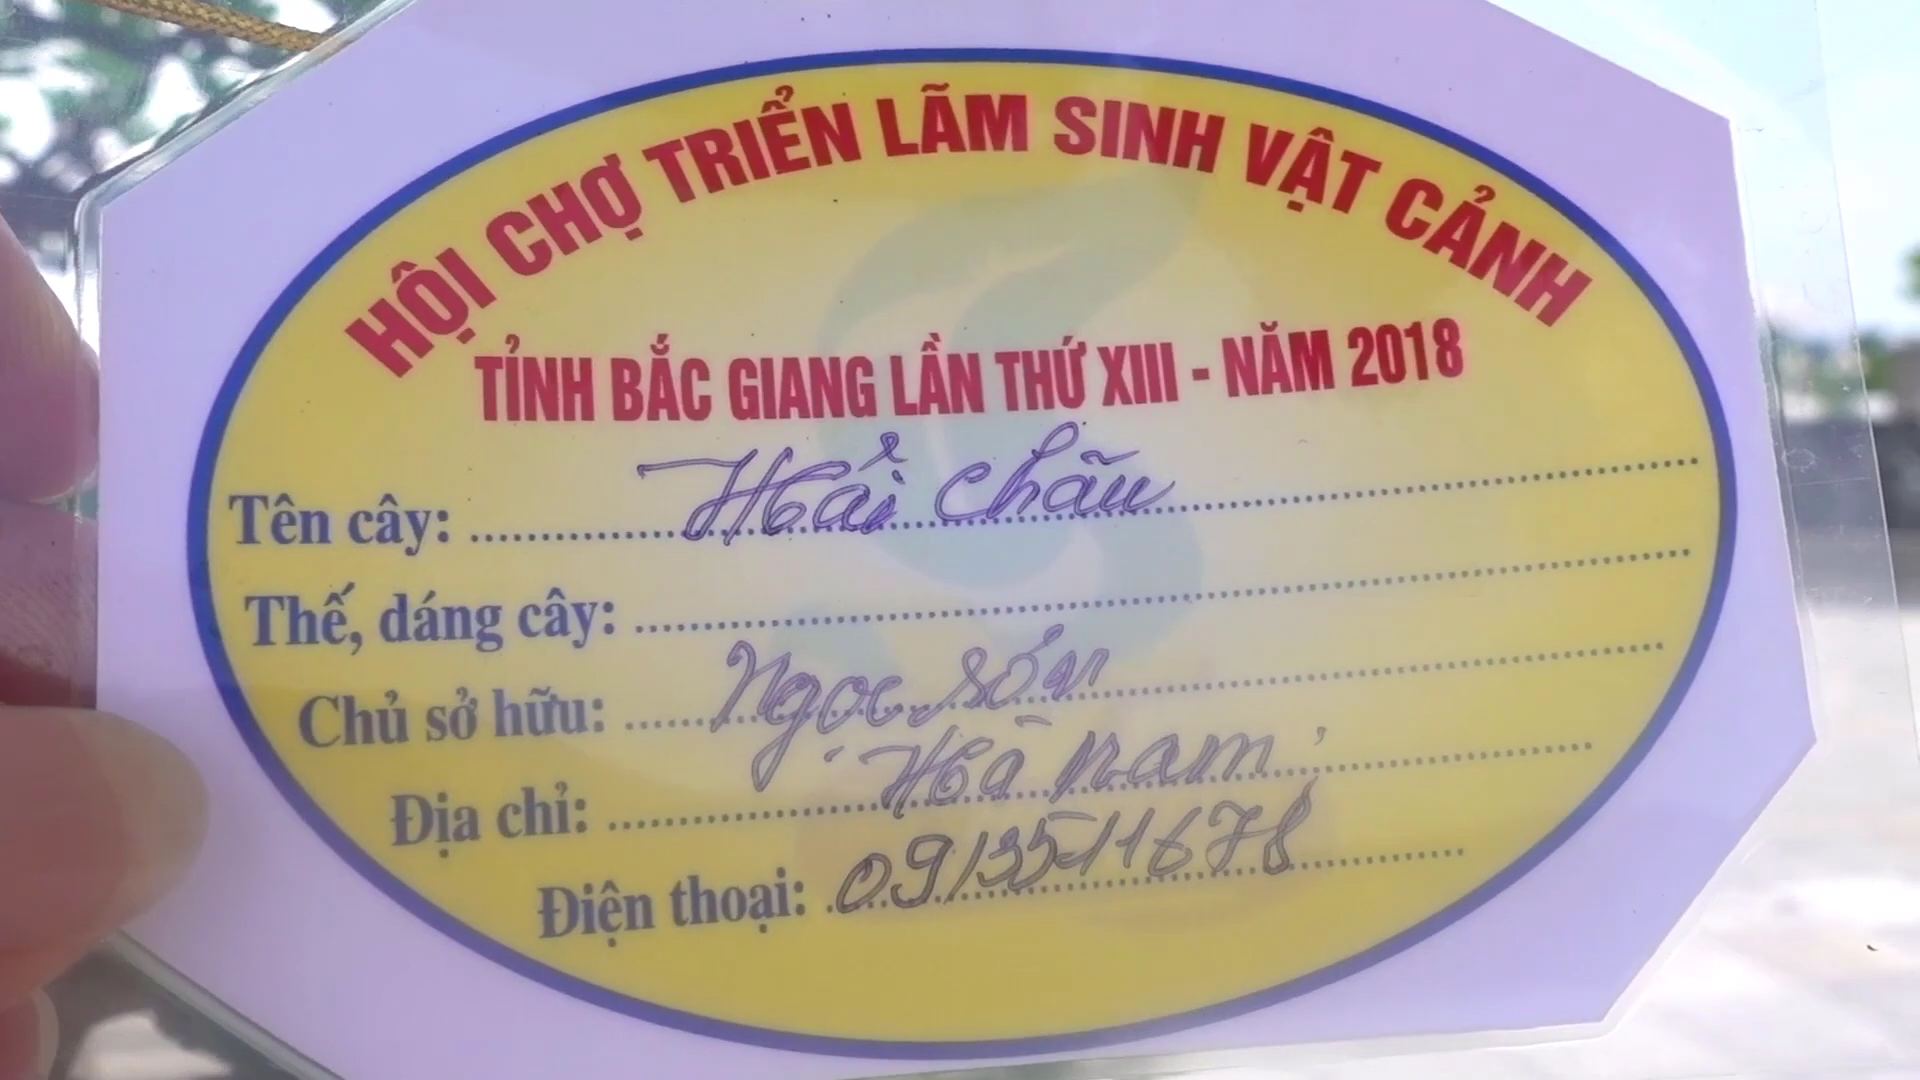 HỘI CHỢ TRIỂN LÃM SINH VẬT CẢNH
TỈNH BẮC GIANG LẦN THỨ XIII - NĂM 2018
Tên cây: Hải Châu
Thế, dáng cây:
Chủ sở hữu: Ngọc Sơn
Địa chỉ: Hà nam
Điện thoại: 0913511678